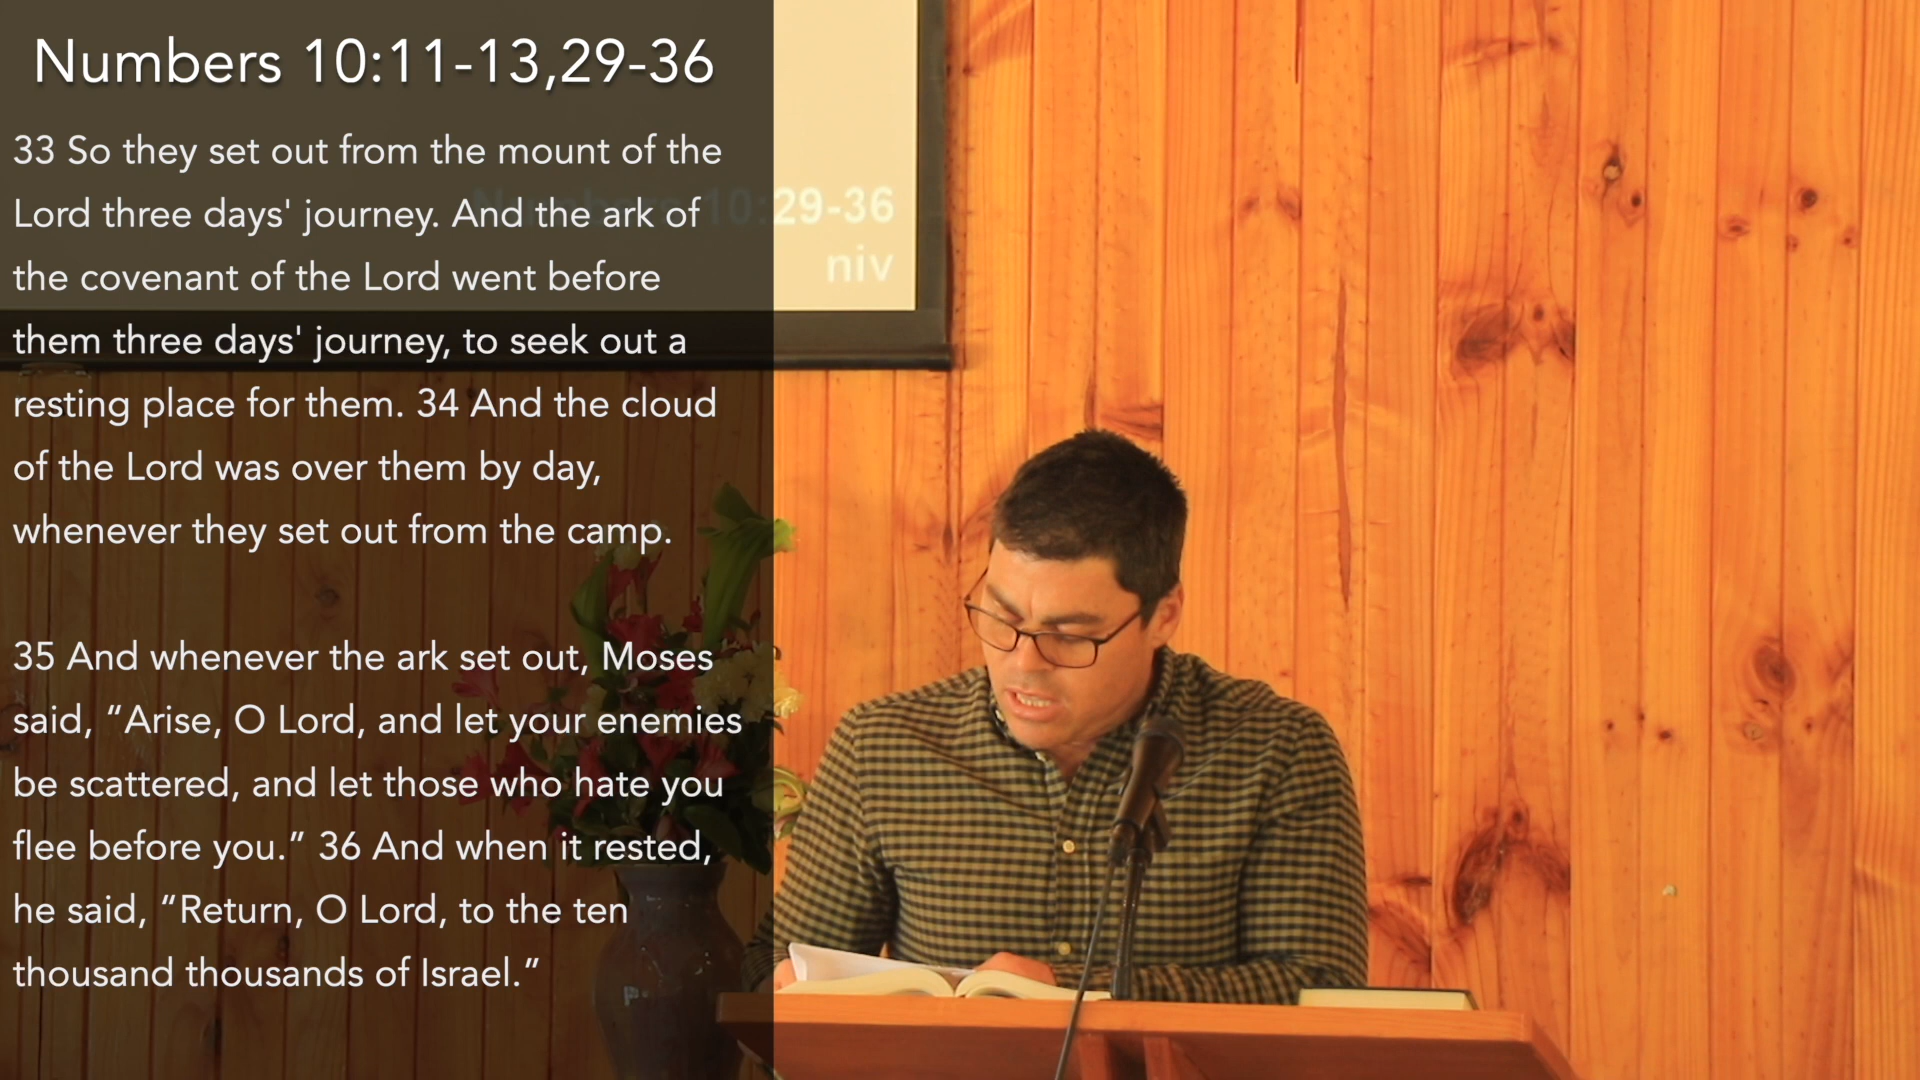 Numbers 10:11-13,29-36
33 So they set out from the mount of the
Lord three days' journey. And the ark of
the covenant of the Lord went before
them three days' journey, to seek out a
resting place for them. 34 And the cloud
of the Lord was over them by day,
whenever they set out from the camp.
35 And whenever the ark set out, Moses
said, “Arise, O Lord, and let your enemies
be scattered, and let those who hate you
flee before you.” 36 And when it rested,
he said, “Return, O Lord, to the ten
thousand thousands of Israel.”
Numbers 10:29-36
niv